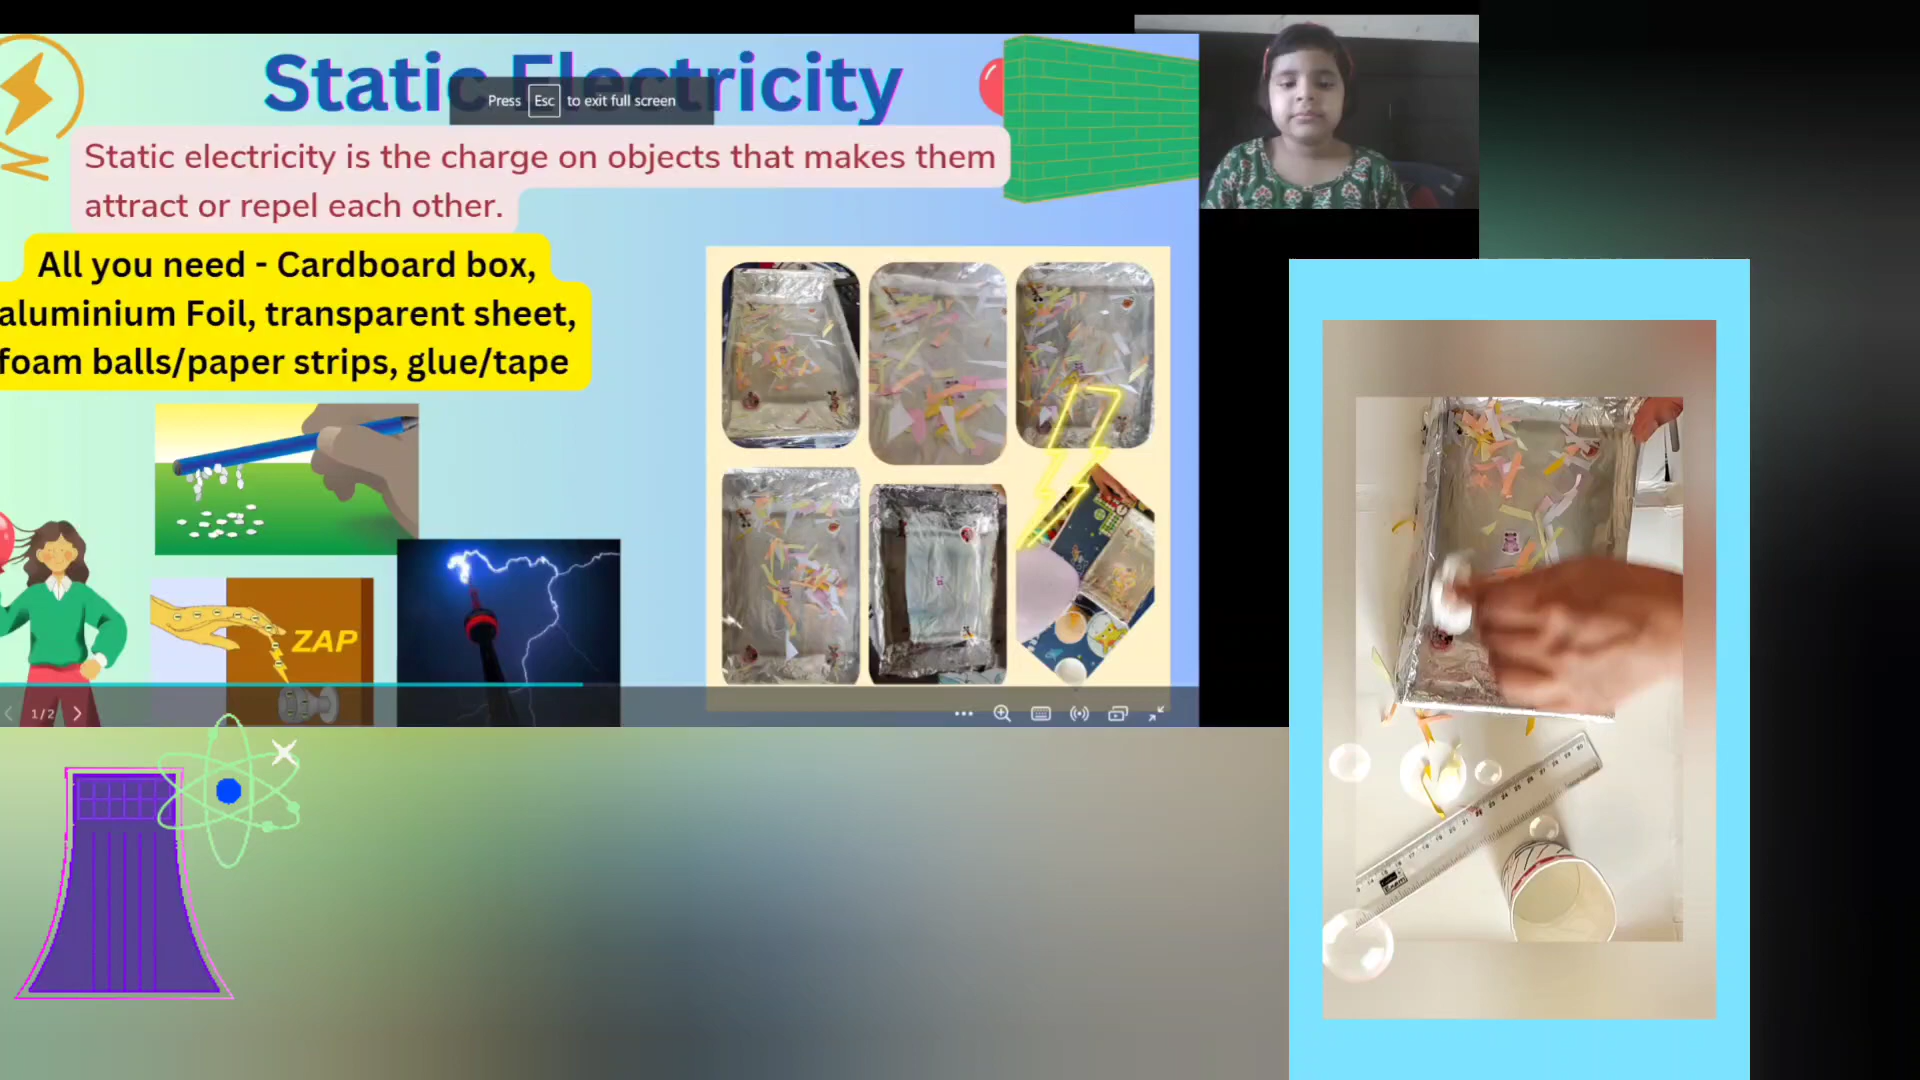 Static Electricity
Press Esc to exit full screen
Static electricity is the charge on objects that makes them
attract or repel each other.
All you need - Cardboard box,
aluminium Foil, transparent sheet,
foam balls/paper strips, glue/tape
ZAP
1/2